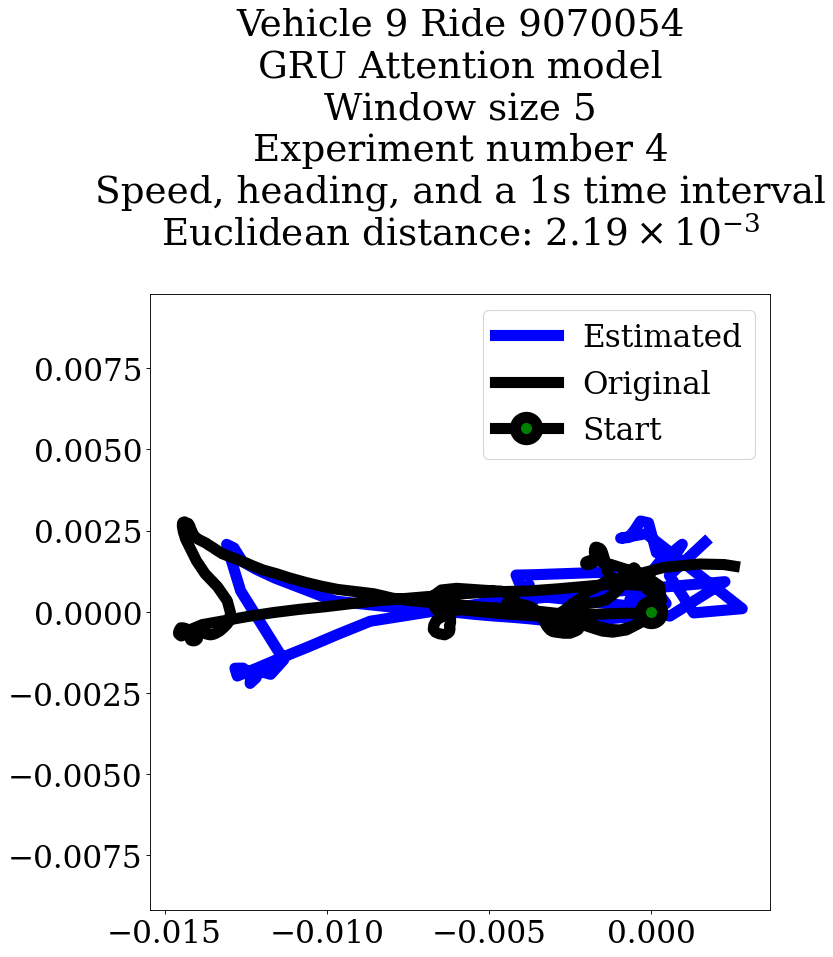 Vehicle 9 Ride 9070054
GRU Attention model
Window size 5
Experiment number 4
Speed, heading, and a 1s time interval
Euclidean distance: 2.19 × 10⁻³
Estimated
Original
Start
0.0075
0.0050
0.0025
0.0000
−0.0025
−0.0050
−0.0075
−0.015 −0.010 −0.005 0.000